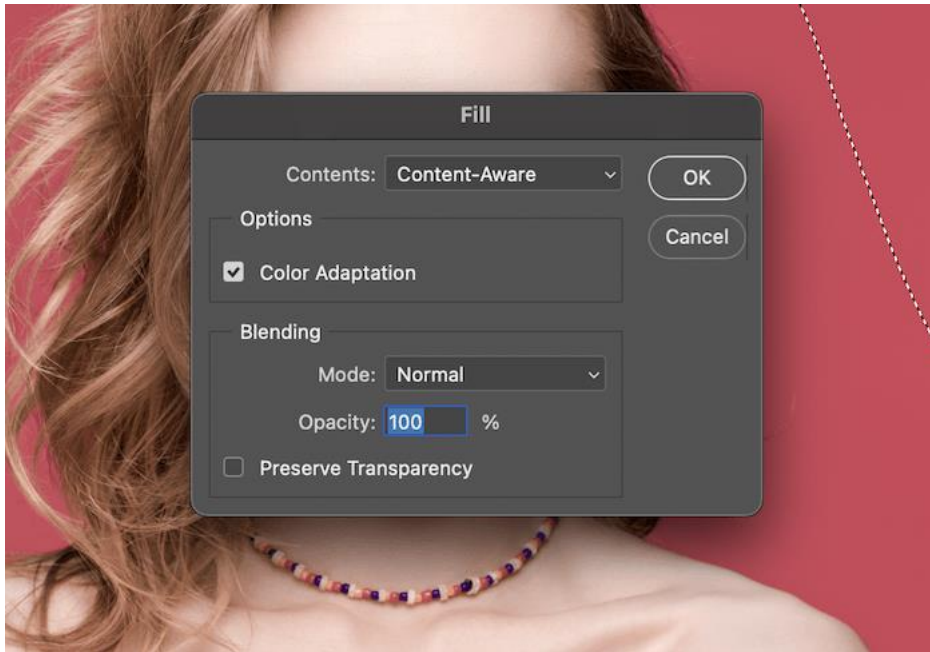 Fill
Contents: Content-Aware
OK
Options
Cancel
Color Adaptation
Blending
Mode: Normal
Opacity: 100 %
Preserve Transparency